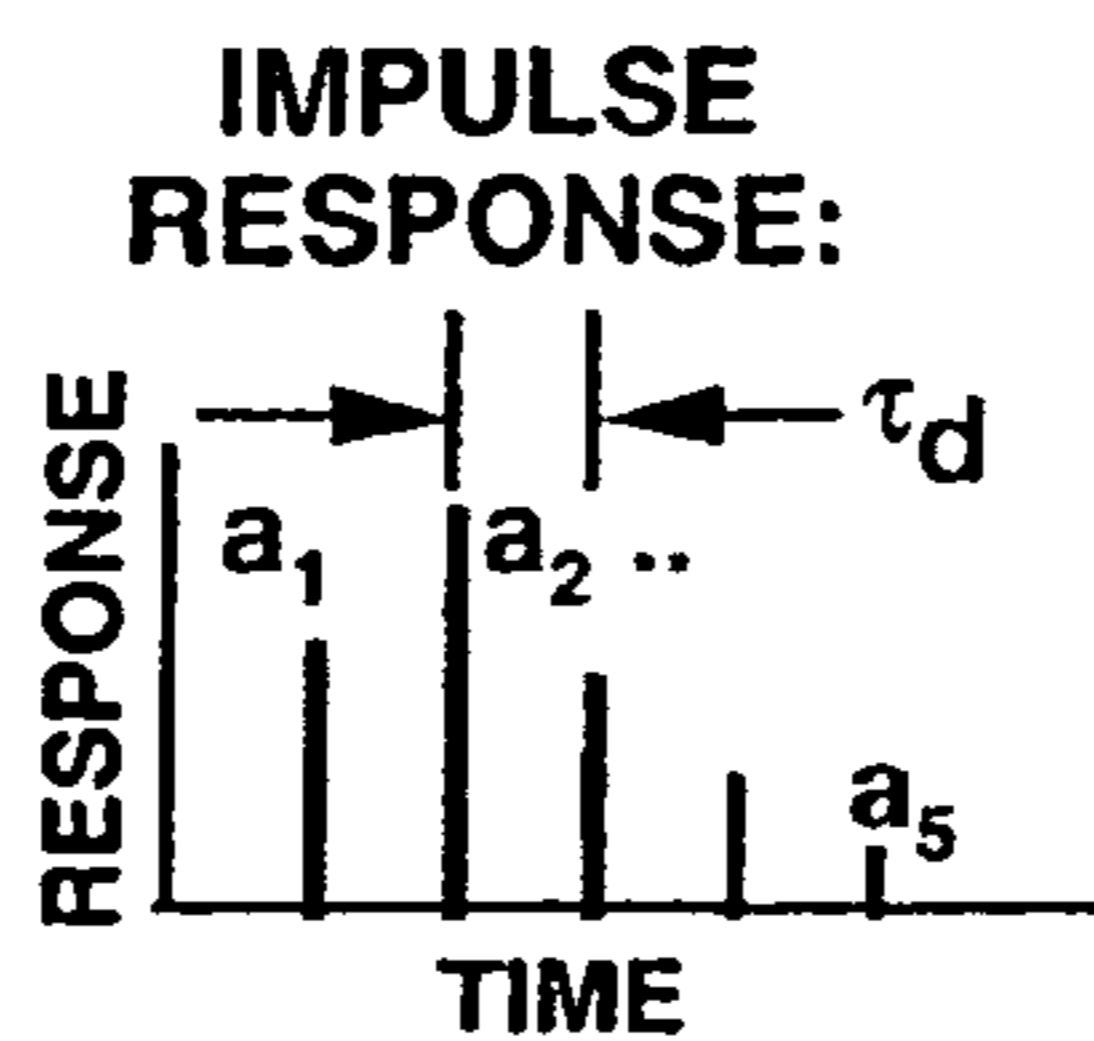 IMPULSE
RESPONSE:
τd
a1
a2 ..
a5
RESPONSE
TIME